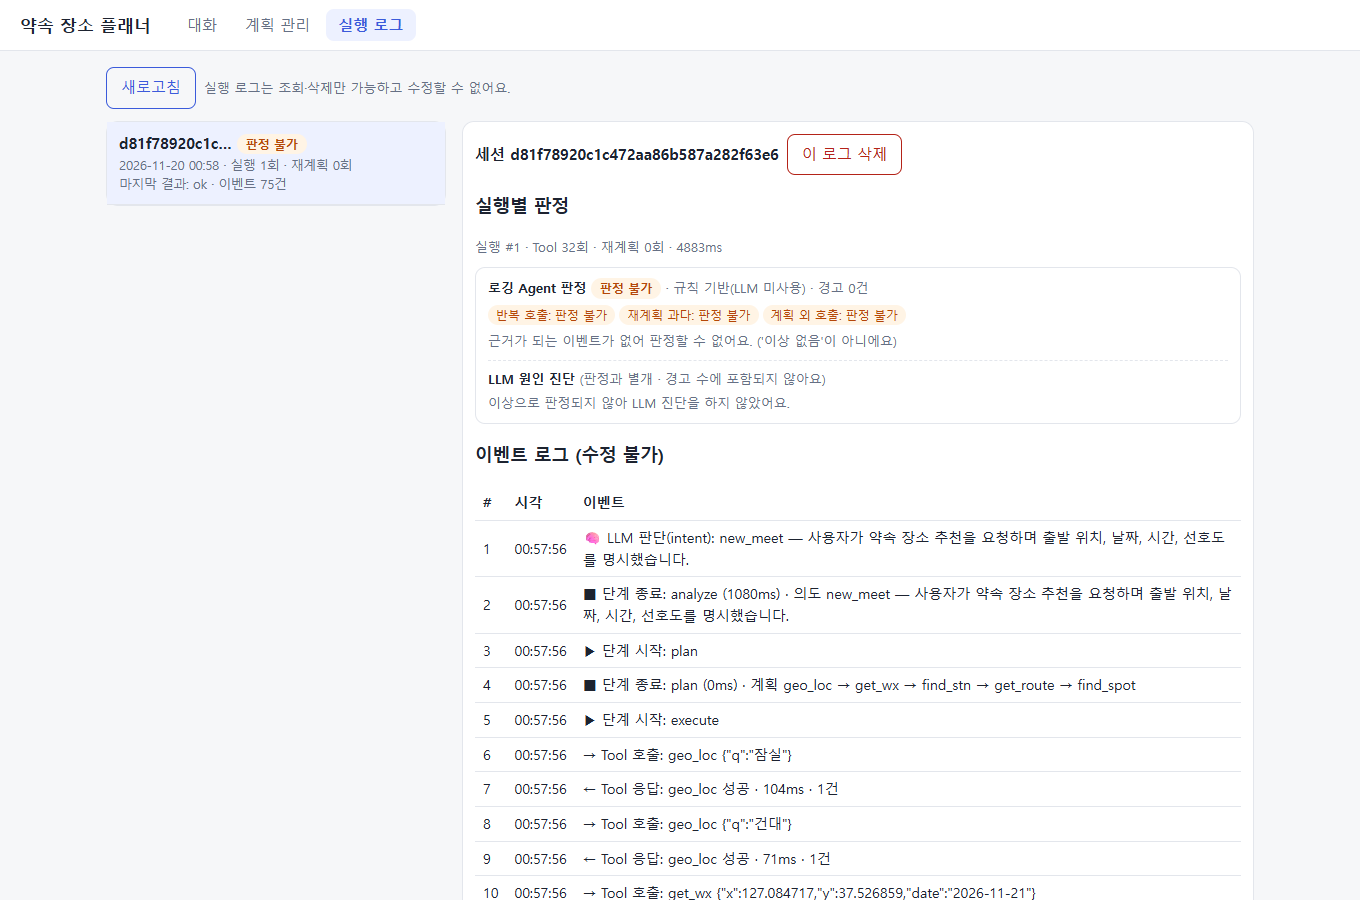 약속 장소 플래너 대화 계획 관리 실행 로그
새로고침 실행 로그는 조회·삭제만 가능하고 수정할 수 없어요.
d81f78920c1c... 판정 불가
2026-11-20 00:58 · 실행 1회 · 재계획 0회
마지막 결과: ok · 이벤트 75건
세션 d81f78920c1c472aa86b587a282f63e6 이 로그 삭제
실행별 판정
실행 #1 · Tool 32회 · 재계획 0회 · 4883ms
로깅 Agent 판정 판정 불가 · 규칙 기반(LLM 미사용) · 경고 0건
반복 호출: 판정 불가 재계획 과다: 판정 불가 계획 외 호출: 판정 불가
근거가 되는 이벤트가 없어 판정할 수 없어요. ('이상 없음'이 아니에요)
LLM 원인 진단 (판정과 별개 · 경고 수에 포함되지 않아요)
이상으로 판정되지 않아 LLM 진단을 하지 않았어요.
이벤트 로그 (수정 불가)
# 시각 이벤트
1 00:57:56 🧠 LLM 판단(intent): new_meet — 사용자가 약속 장소 추천을 요청하며 출발 위치, 날짜, 시간, 선호도
를 명시했습니다.
2 00:57:56 ■ 단계 종료: analyze (1080ms) · 의도 new_meet — 사용자가 약속 장소 추천을 요청하며 출발 위치, 날
짜, 시간, 선호도를 명시했습니다.
3 00:57:56 ▶ 단계 시작: plan
4 00:57:56 ■ 단계 종료: plan (0ms) · 계획 geo_loc → get_wx → find_stn → get_route → find_spot
5 00:57:56 ▶ 단계 시작: execute
6 00:57:56 → Tool 호출: geo_loc {"q":"잠실"}
7 00:57:56 ← Tool 응답: geo_loc 성공 · 104ms · 1건
8 00:57:56 → Tool 호출: geo_loc {"q":"건대"}
9 00:57:56 ← Tool 응답: geo_loc 성공 · 71ms · 1건
10 00:57:56 → Tool 호출: get_wx {"x":127.084717,"y":37.526859,"date":"2026-11-21"}